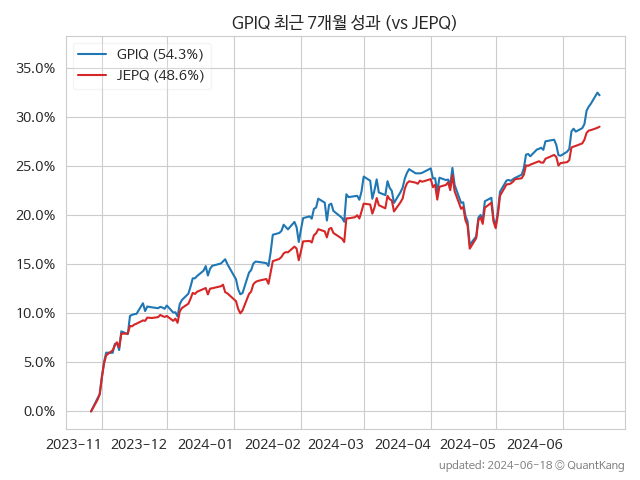 GPIQ 최근 7개월 성과 (vs JEPQ)
GPIQ (54.3%)
JEPQ (48.6%)
35.0%
30.0%
25.0%
20.0%
15.0%
10.0%
5.0%
0.0%
2023-11 2023-12 2024-01 2024-02 2024-03 2024-04 2024-05 2024-06
updated: 2024-06-18 © QuantKang